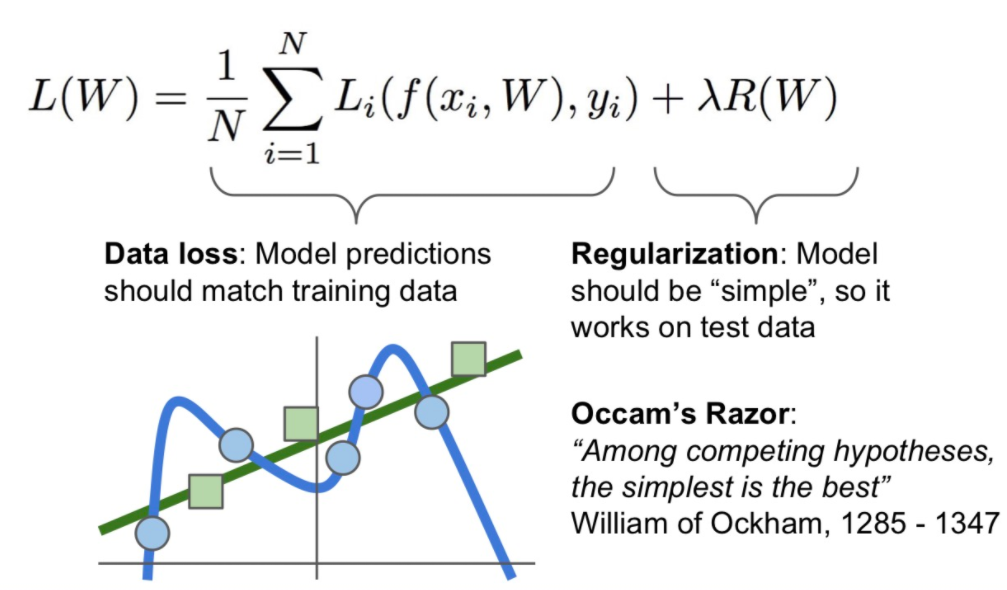 L(W) = \frac{1}{N} \sum_{i=1}^{N} L_i(f(x_i, W), y_i) + λR(W)
Data loss: Model predictions
should match training data
Regularization: Model
should be “simple”, so it
works on test data
Occam’s Razor:
“Among competing hypotheses,
the simplest is the best”
William of Ockham, 1285 - 1347